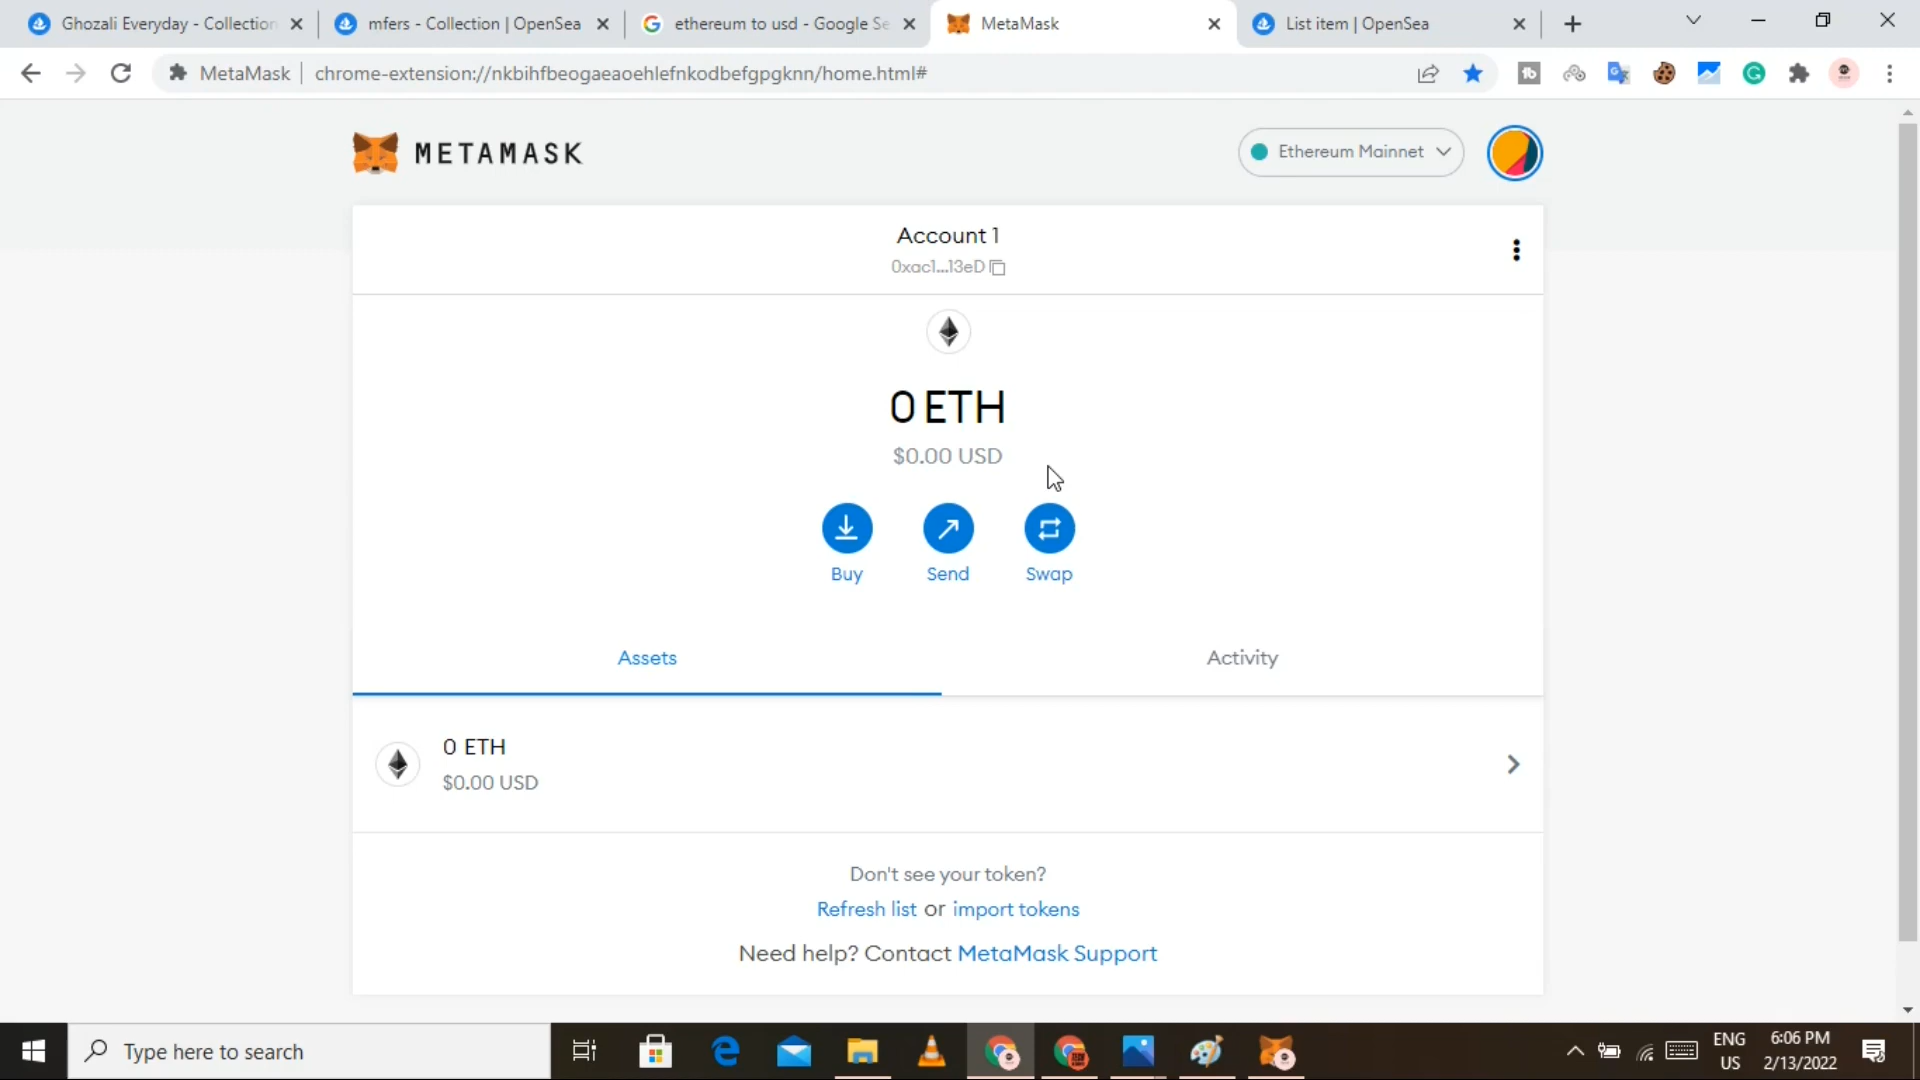 Ghozali Everyday - Collection
mfers - Collection | OpenSea
ethereum to usd - Google Se
MetaMask
List item | OpenSea
MetaMask
chrome-extension://nkbihfbeogaeaoehlefnkodbefgpgknn/home.html#
METAMASK
Ethereum Mainnet
Account 1
0xac1...13eD
0 ETH
$0.00 USD
Buy
Send
Swap
Assets
Activity
0 ETH
$0.00 USD
Don't see your token?
Refresh list or import tokens
Need help? Contact MetaMask Support
Type here to search
ENG
US
6:06 PM
2/13/2022